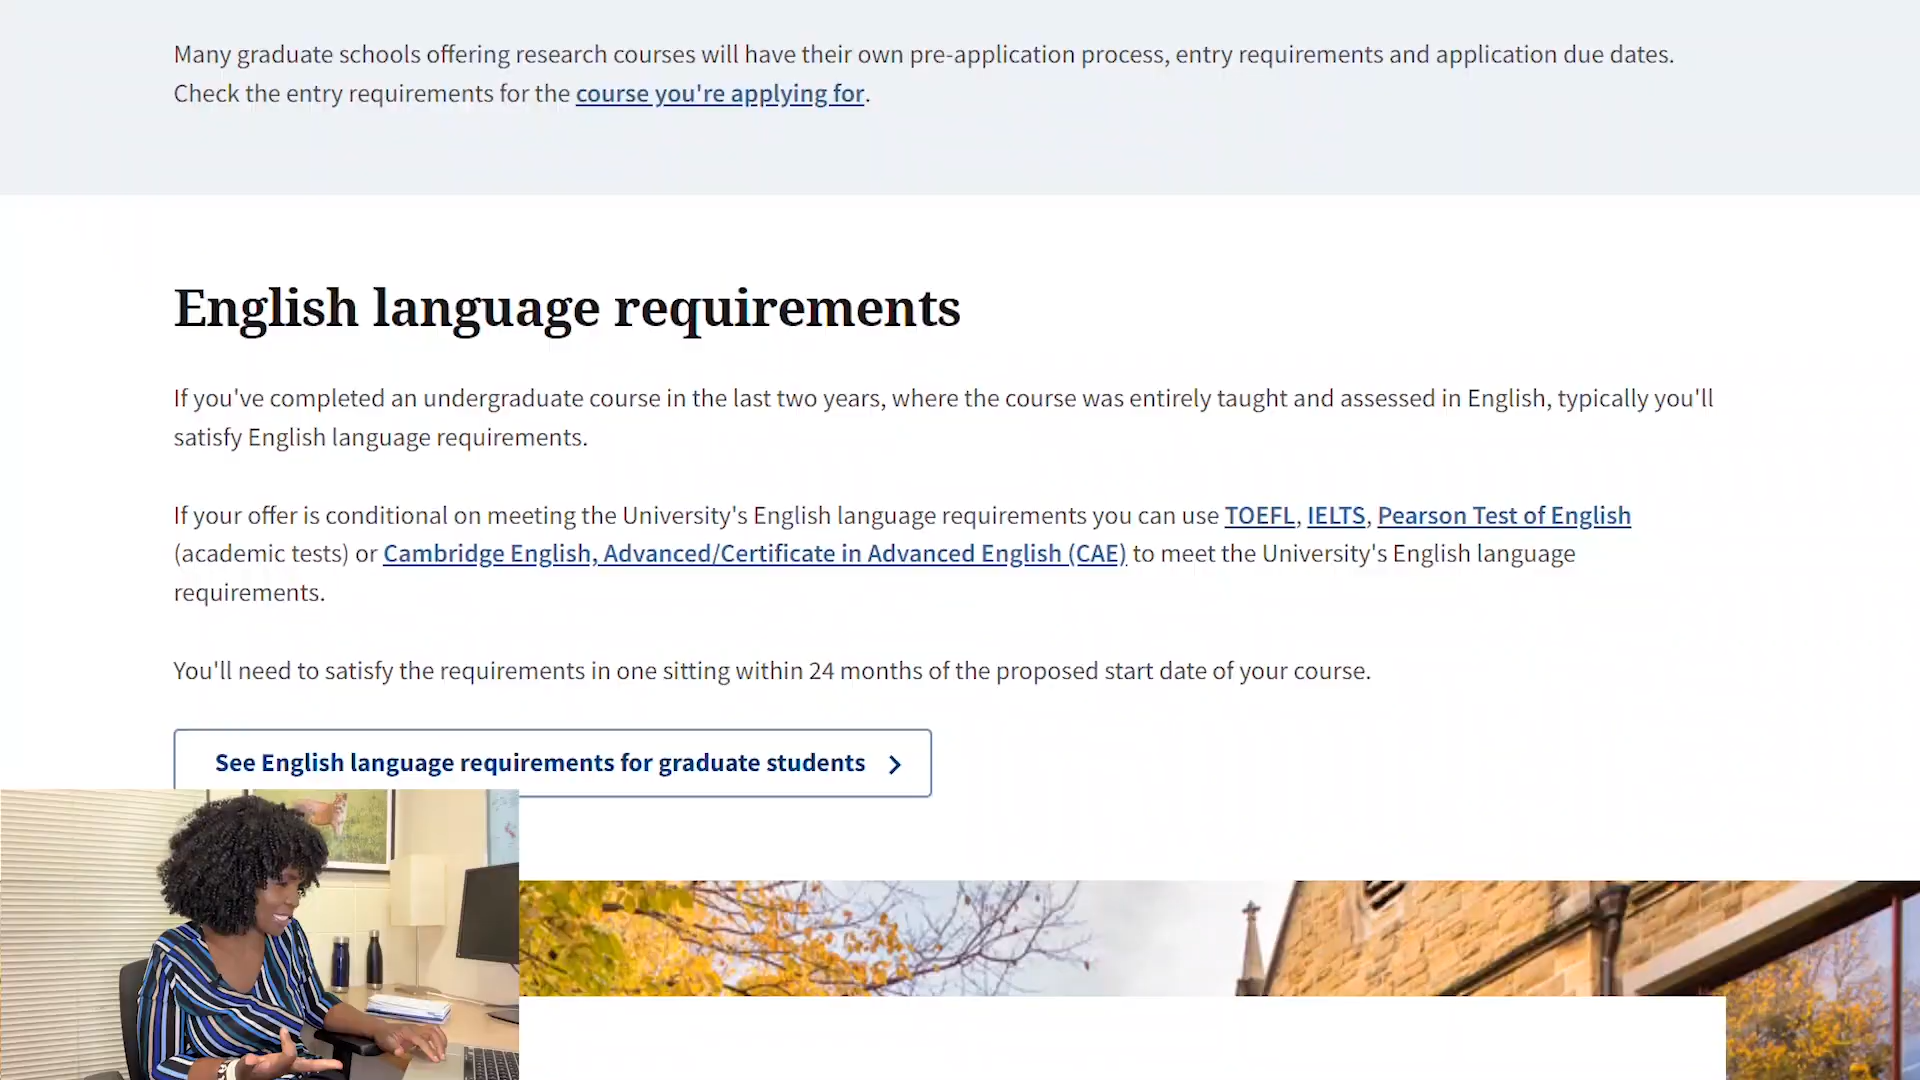 Many graduate schools offering research courses will have their own pre-application process, entry requirements and application due dates.
Check the entry requirements for the course you're applying for.
English language requirements
If you've completed an undergraduate course in the last two years, where the course was entirely taught and assessed in English, typically you'll
satisfy English language requirements.
If your offer is conditional on meeting the University's English language requirements you can use TOEFL, IELTS, Pearson Test of English
(academic tests) or Cambridge English, Advanced/Certificate in Advanced English (CAE) to meet the University's English language
requirements.
You'll need to satisfy the requirements in one sitting within 24 months of the proposed start date of your course.
See English language requirements for graduate students